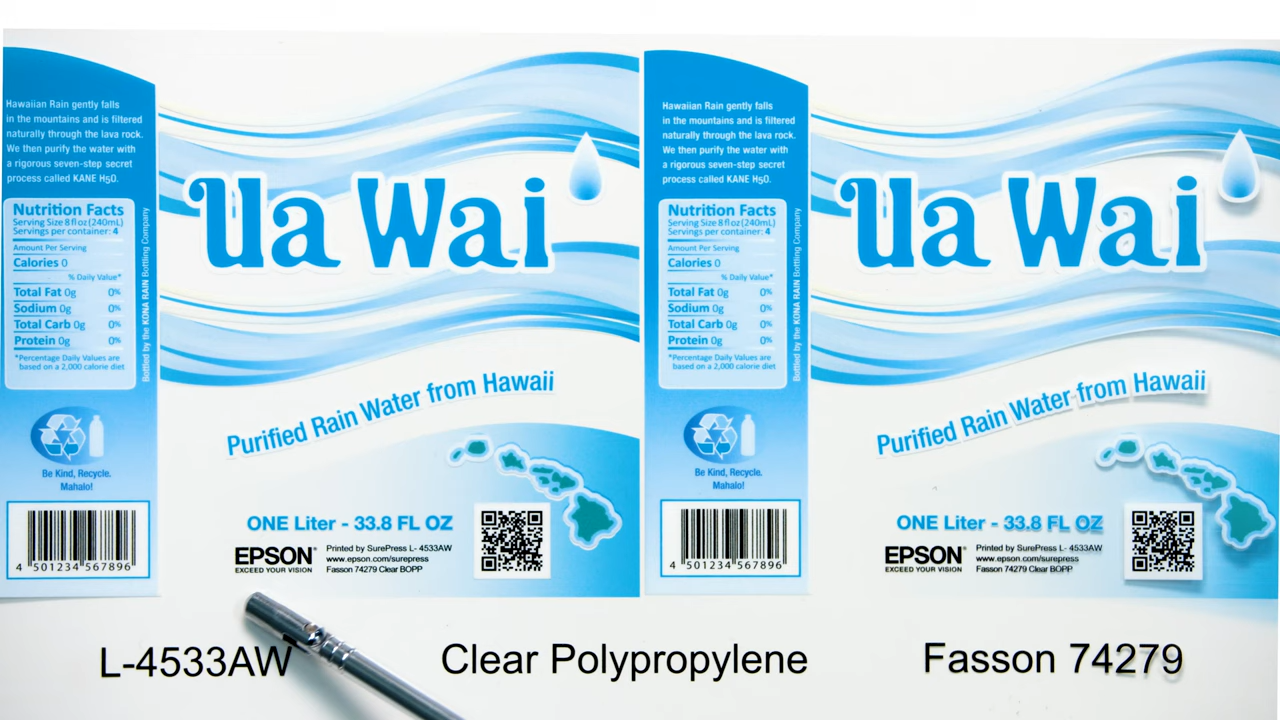 Hawaiian Rain gently falls
in the mountains and is filtered
naturally through the lava rock.
We then purify the water with
a rigorous seven-step secret
process called KANE H50.
Nutrition Facts
Serving Size 8 fl oz (240mL)
Servings per container: 4
Amount Per Serving
Calories 0
% Daily Value*
Total Fat 0g 0%
Sodium 0g 0%
Total Carb 0g 0%
Protein 0g 0%
*Percentage Daily Values are
based on a 2,000 calorie diet
Bottled by the KONA RAIN Bottling Company
Be Kind, Recycle.
Mahalo!
4 501234 567896
Ua Wai
Purified Rain Water from Hawaii
ONE Liter - 33.8 FL OZ
EPSON®
EXCEED YOUR VISION
Printed by SurePress L- 4533AW
www.epson.com/surepress
Fasson 74279 Clear BOPP
Hawaiian Rain gently falls
in the mountains and is filtered
naturally through the lava rock.
We then purify the water with
a rigorous seven-step secret
process called KANE H50.
Nutrition Facts
Serving Size 8 fl oz (240mL)
Servings per container: 4
Amount Per Serving
Calories 0
% Daily Value*
Total Fat 0g 0%
Sodium 0g 0%
Total Carb 0g 0%
Protein 0g 0%
*Percentage Daily Values are
based on a 2,000 calorie diet
Bottled by the KONA RAIN Bottling Company
Be Kind, Recycle.
Mahalo!
4 501234 567896
Ua Wai
Purified Rain Water from Hawaii
ONE Liter - 33.8 FL OZ
EPSON®
EXCEED YOUR VISION
Printed by SurePress L- 4533AW
www.epson.com/surepress
Fasson 74279 Clear BOPP
L-4533AW Clear Polypropylene Fasson 74279